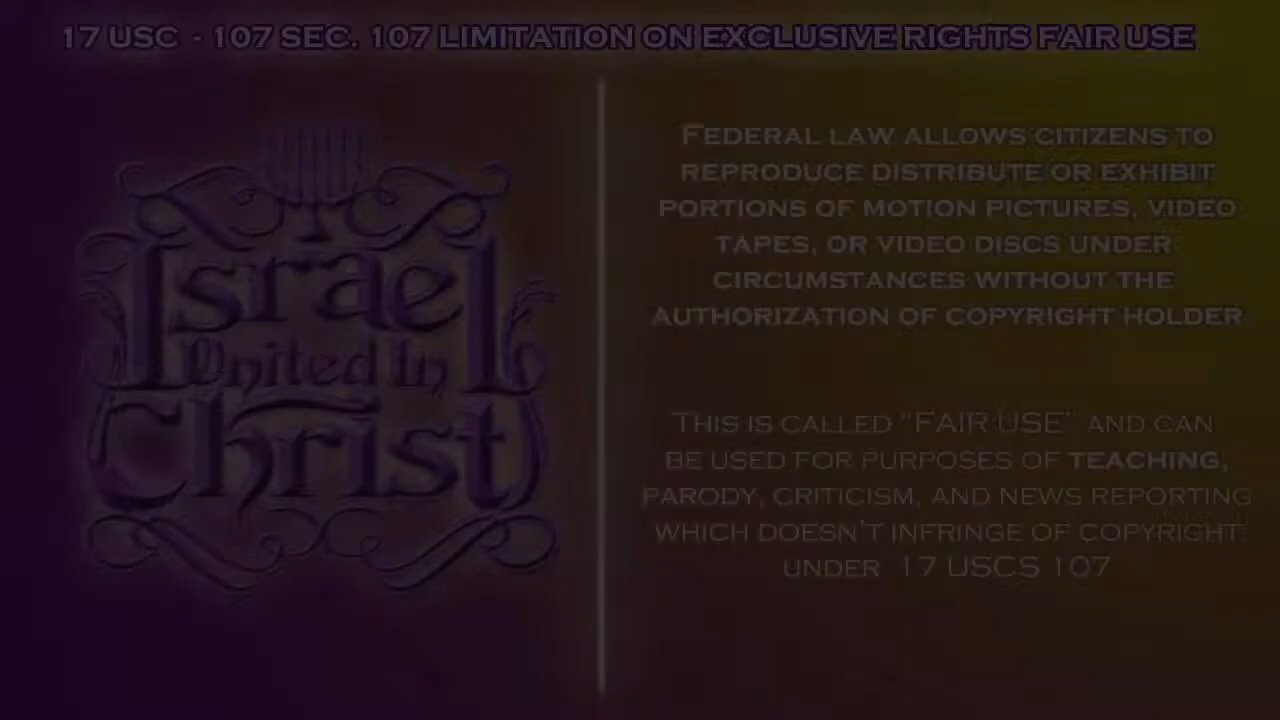 17 USC - 107 SEC. 107 LIMITATION ON EXCLUSIVE RIGHTS FAIR USE
Israel
United In
Christ
FEDERAL LAW ALLOWS CITIZENS TO
REPRODUCE DISTRIBUTE OR EXHIBIT
PORTIONS OF MOTION PICTURES, VIDEO
TAPES, OR VIDEO DISCS UNDER
CIRCUMSTANCES WITHOUT THE
AUTHORIZATION OF COPYRIGHT HOLDER
THIS IS CALLED "FAIR USE" AND CAN
BE USED FOR PURPOSES OF TEACHING,
PARODY, CRITICISM, AND NEWS REPORTING
WHICH DOESN'T INFRINGE OF COPYRIGHT
UNDER 17 USCS 107